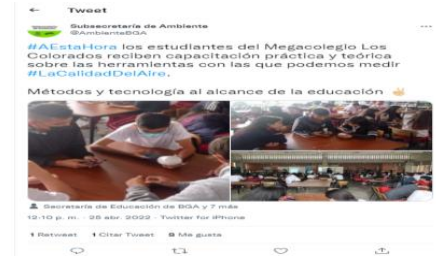 Tweet
Subsecretaría de Ambiente
@AmbienteBGA
#AEstaHora los estudiantes del Megacolegio Los
Colorados reciben capacitación práctica y teórica
sobre las herramientas con las que podemos medir
#LaCalidadDelAire.
Métodos y tecnología al alcance de la educación
Secretaría de Educación de BGA y 7 más
12:10 p. m. · 25 abr. 2022 · Twitter for iPhone
1 Retweet 1 Citar Tweet 8 Me gusta